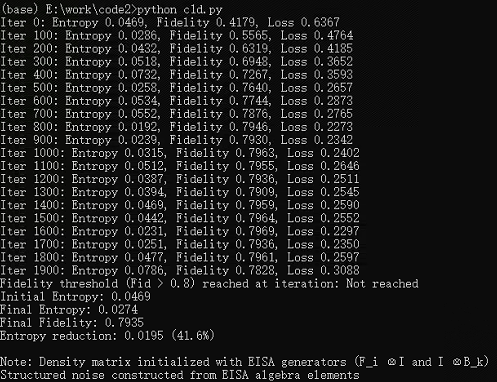 (base) E:\work\code2>python cld.py
Iter 0: Entropy 0.0469, Fidelity 0.4179, Loss 0.6367
Iter 100: Entropy 0.0286, Fidelity 0.5565, Loss 0.4764
Iter 200: Entropy 0.0432, Fidelity 0.6319, Loss 0.4185
Iter 300: Entropy 0.0518, Fidelity 0.6948, Loss 0.3652
Iter 400: Entropy 0.0732, Fidelity 0.7267, Loss 0.3593
Iter 500: Entropy 0.0258, Fidelity 0.7640, Loss 0.2657
Iter 600: Entropy 0.0534, Fidelity 0.7744, Loss 0.2873
Iter 700: Entropy 0.0552, Fidelity 0.7876, Loss 0.2765
Iter 800: Entropy 0.0192, Fidelity 0.7946, Loss 0.2273
Iter 900: Entropy 0.0239, Fidelity 0.7930, Loss 0.2342
Iter 1000: Entropy 0.0315, Fidelity 0.7963, Loss 0.2402
Iter 1100: Entropy 0.0512, Fidelity 0.7955, Loss 0.2646
Iter 1200: Entropy 0.0387, Fidelity 0.7936, Loss 0.2511
Iter 1300: Entropy 0.0394, Fidelity 0.7909, Loss 0.2545
Iter 1400: Entropy 0.0469, Fidelity 0.7959, Loss 0.2590
Iter 1500: Entropy 0.0442, Fidelity 0.7964, Loss 0.2552
Iter 1600: Entropy 0.0231, Fidelity 0.7969, Loss 0.2297
Iter 1700: Entropy 0.0251, Fidelity 0.7936, Loss 0.2350
Iter 1800: Entropy 0.0477, Fidelity 0.7961, Loss 0.2597
Iter 1900: Entropy 0.0786, Fidelity 0.7828, Loss 0.3088
Fidelity threshold (Fid > 0.8) reached at iteration: Not reached
Initial Entropy: 0.0469
Final Entropy: 0.0274
Final Fidelity: 0.7935
Entropy reduction: 0.0195 (41.6%)
Note: Density matrix initialized with EISA generators (F_i ⊗I and I ⊗B_k)
Structured noise constructed from EISA algebra elements